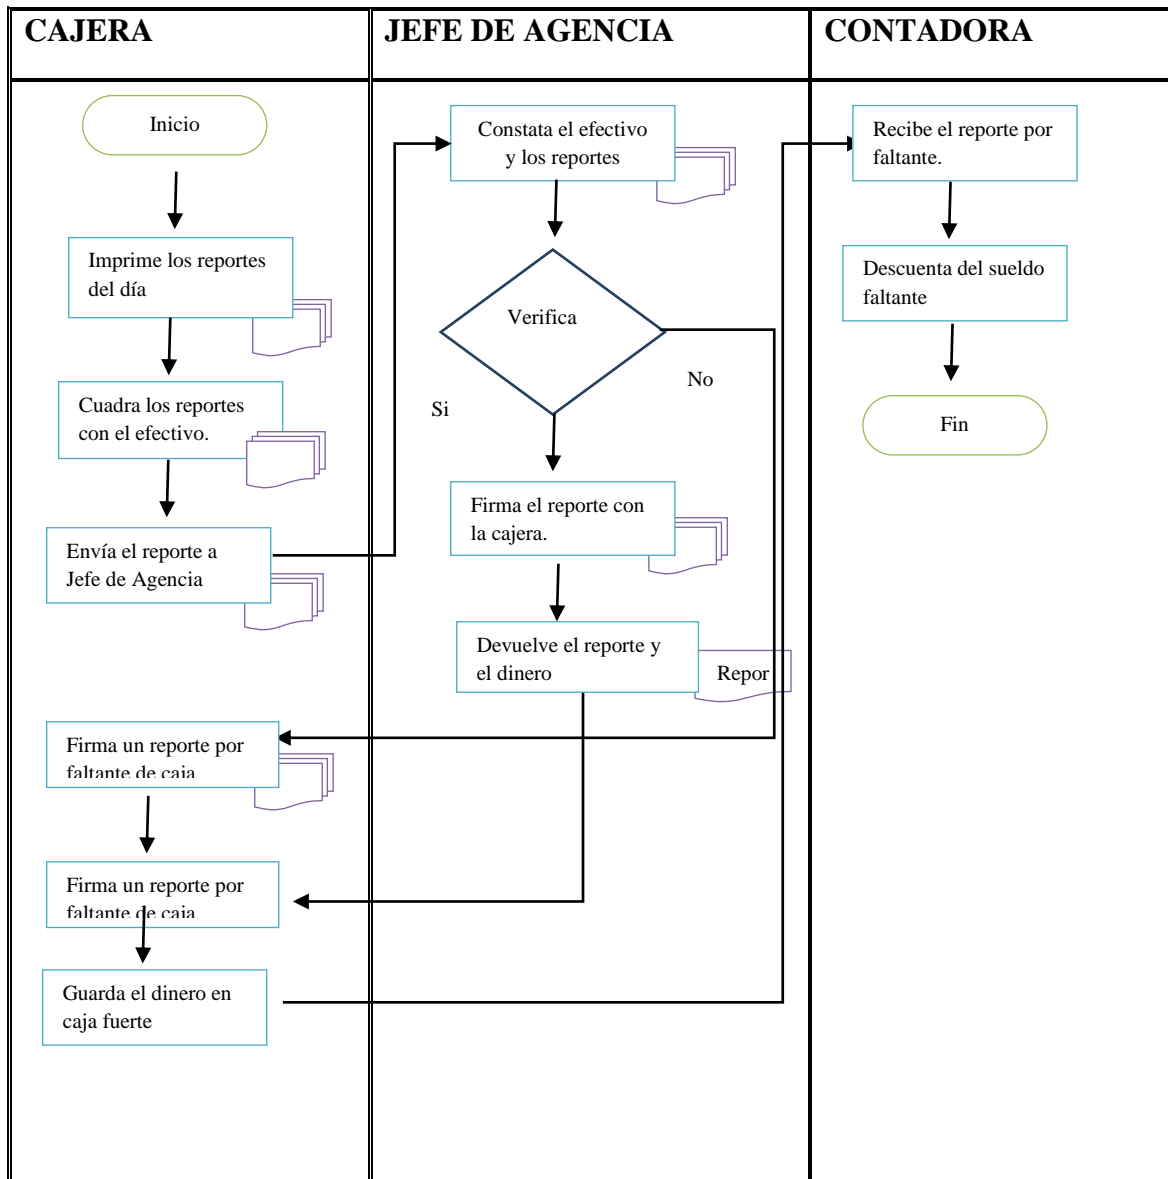 CAJERA
JEFE DE AGENCIA
CONTADORA
Inicio
Imprime los reportes
del día
Cuadra los reportes
con el efectivo.
Envía el reporte a
Jefe de Agencia
Firma un reporte por
faltante de caja
Firma un reporte por
faltante de caja
Guarda el dinero en
caja fuerte
Constata el efectivo
y los reportes
Verifica
No
Si
Firma el reporte con
la cajera.
Devuelve el reporte y
el dinero
Repor
Recibe el reporte por
faltante.
Descuenta del sueldo
faltante
Fin